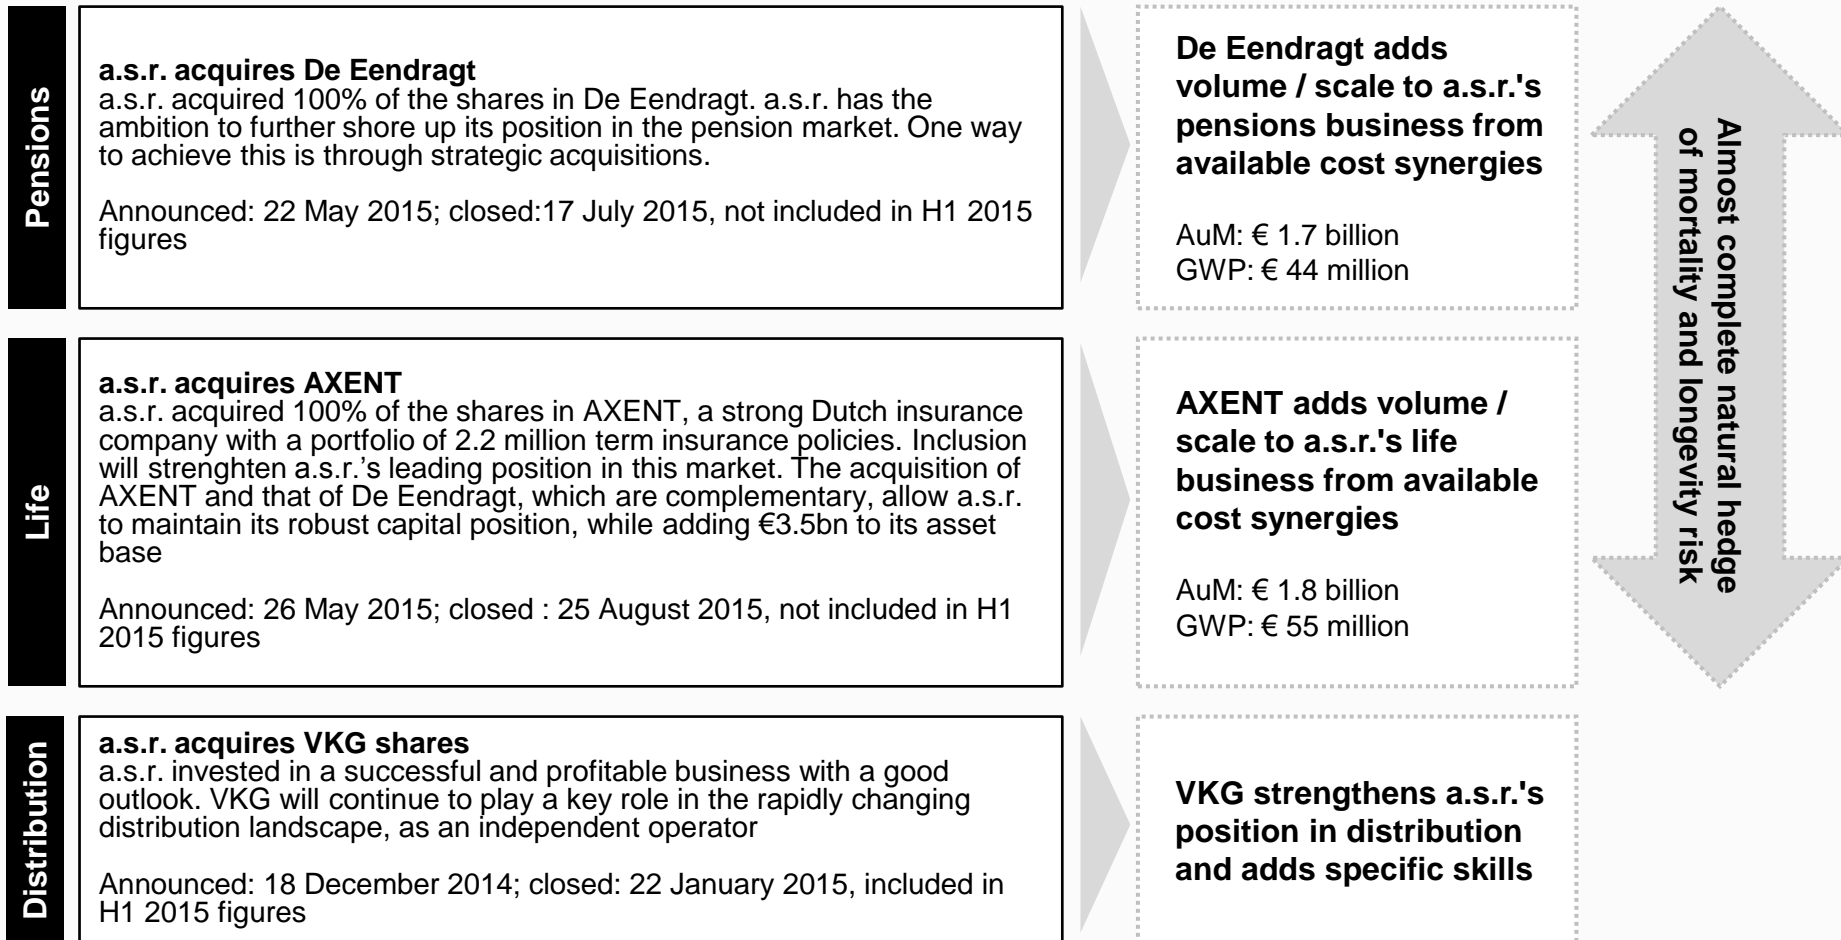 Pensions
a.s.r. acquires De Eendragt
a.s.r. acquired 100% of the shares in De Eendragt. a.s.r. has the
ambition to further shore up its position in the pension market. One way
to achieve this is through strategic acquisitions.
Announced: 22 May 2015; closed:17 July 2015, not included in H1 2015
figures
De Eendragt adds
volume / scale to a.s.r.'s
pensions business from
available cost synergies
AuM: € 1.7 billion
GWP: € 44 million
Almost complete natural hedge
of mortality and longevity risk
Life
a.s.r. acquires AXENT
a.s.r. acquired 100% of the shares in AXENT, a strong Dutch insurance
company with a portfolio of 2.2 million term insurance policies. Inclusion
will strenghten a.s.r.’s leading position in this market. The acquisition of
AXENT and that of De Eendragt, which are complementary, allow a.s.r.
to maintain its robust capital position, while adding €3.5bn to its asset
base
Announced: 26 May 2015; closed : 25 August 2015, not included in H1
2015 figures
AXENT adds volume /
scale to a.s.r.'s life
business from available
cost synergies
AuM: € 1.8 billion
GWP: € 55 million
Distribution
a.s.r. acquires VKG shares
a.s.r. invested in a successful and profitable business with a good
outlook. VKG will continue to play a key role in the rapidly changing
distribution landscape, as an independent operator
Announced: 18 December 2014; closed: 22 January 2015, included in
H1 2015 figures
VKG strengthens a.s.r.'s
position in distribution
and adds specific skills